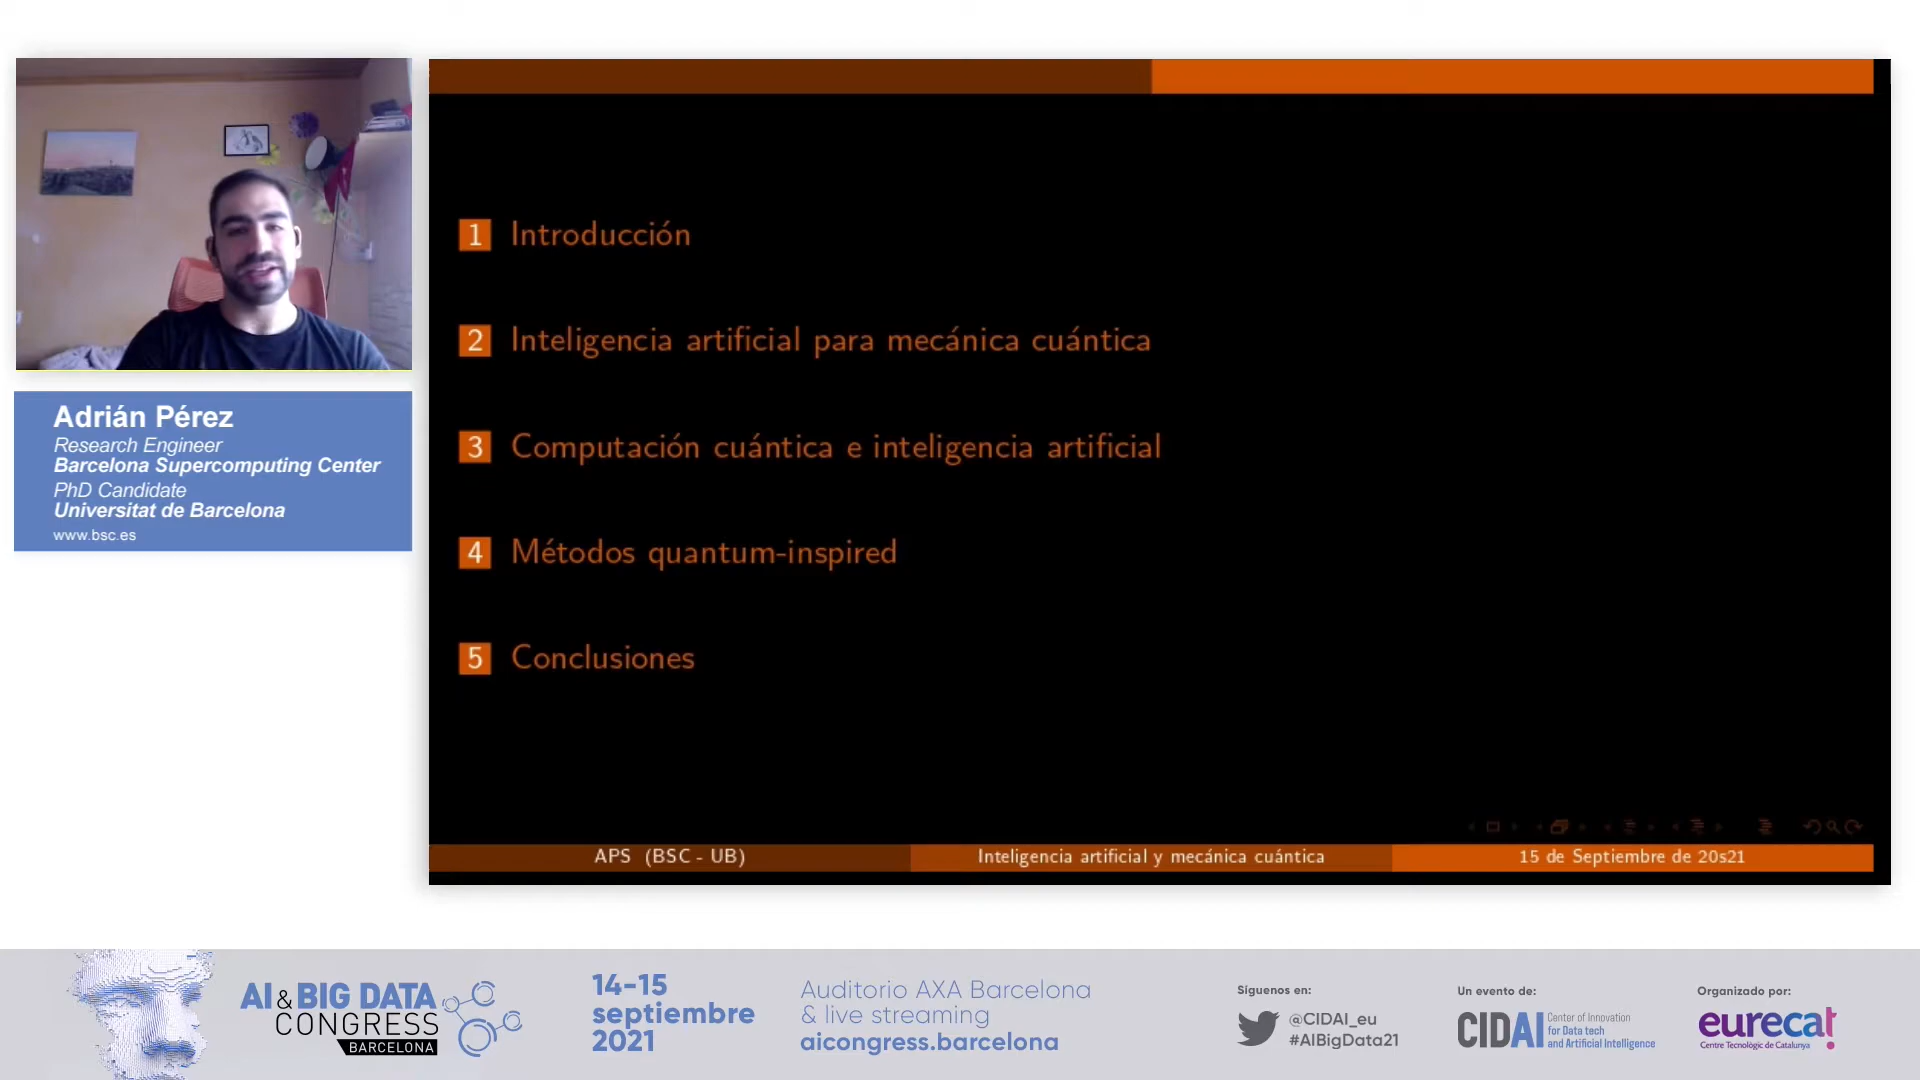 Adrián Pérez
Research Engineer
Barcelona Supercomputing Center
PhD Candidate
Universitat de Barcelona
www.bsc.es
1 Introducción
2 Inteligencia artificial para mecánica cuántica
3 Computación cuántica e inteligencia artificial
4 Métodos quantum-inspired
5 Conclusiones
APS (BSC - UB)
Inteligencia artificial y mecánica cuántica
15 de Septiembre de 20s21
AI & BIG DATA
CONGRESS
BARCELONA
14-15
septiembre
2021
Auditorio AXA Barcelona
& live streaming
aicongress.barcelona
Síguenos en:
@CIDAI_eu
#AIBigData21
Un evento de:
CIDAI
Center of Innovation
for Data tech
and Artificial Intelligence
Organizado por:
eurecat
Centre Tecnològic de Catalunya